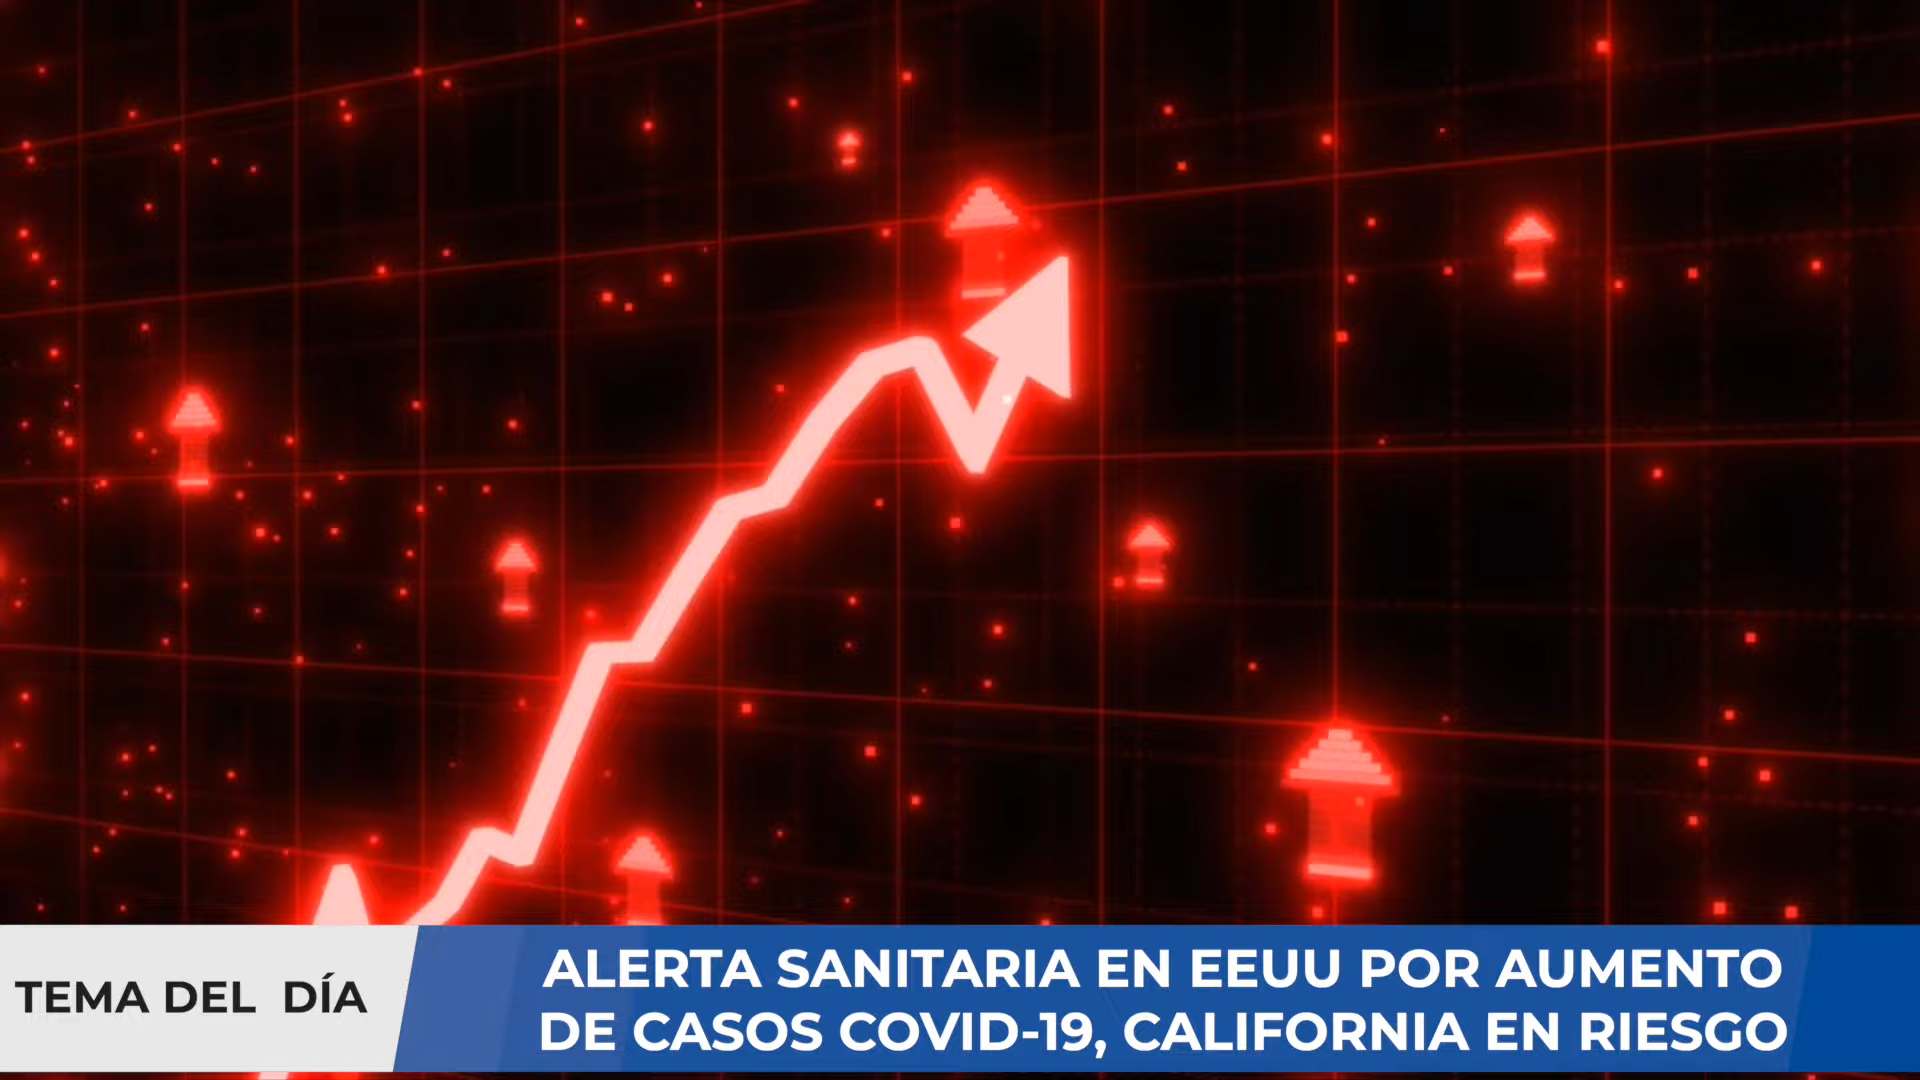 TEMA DEL DÍA
ALERTA SANITARIA EN EEUU POR AUMENTO
DE CASOS COVID-19, CALIFORNIA EN RIESGO